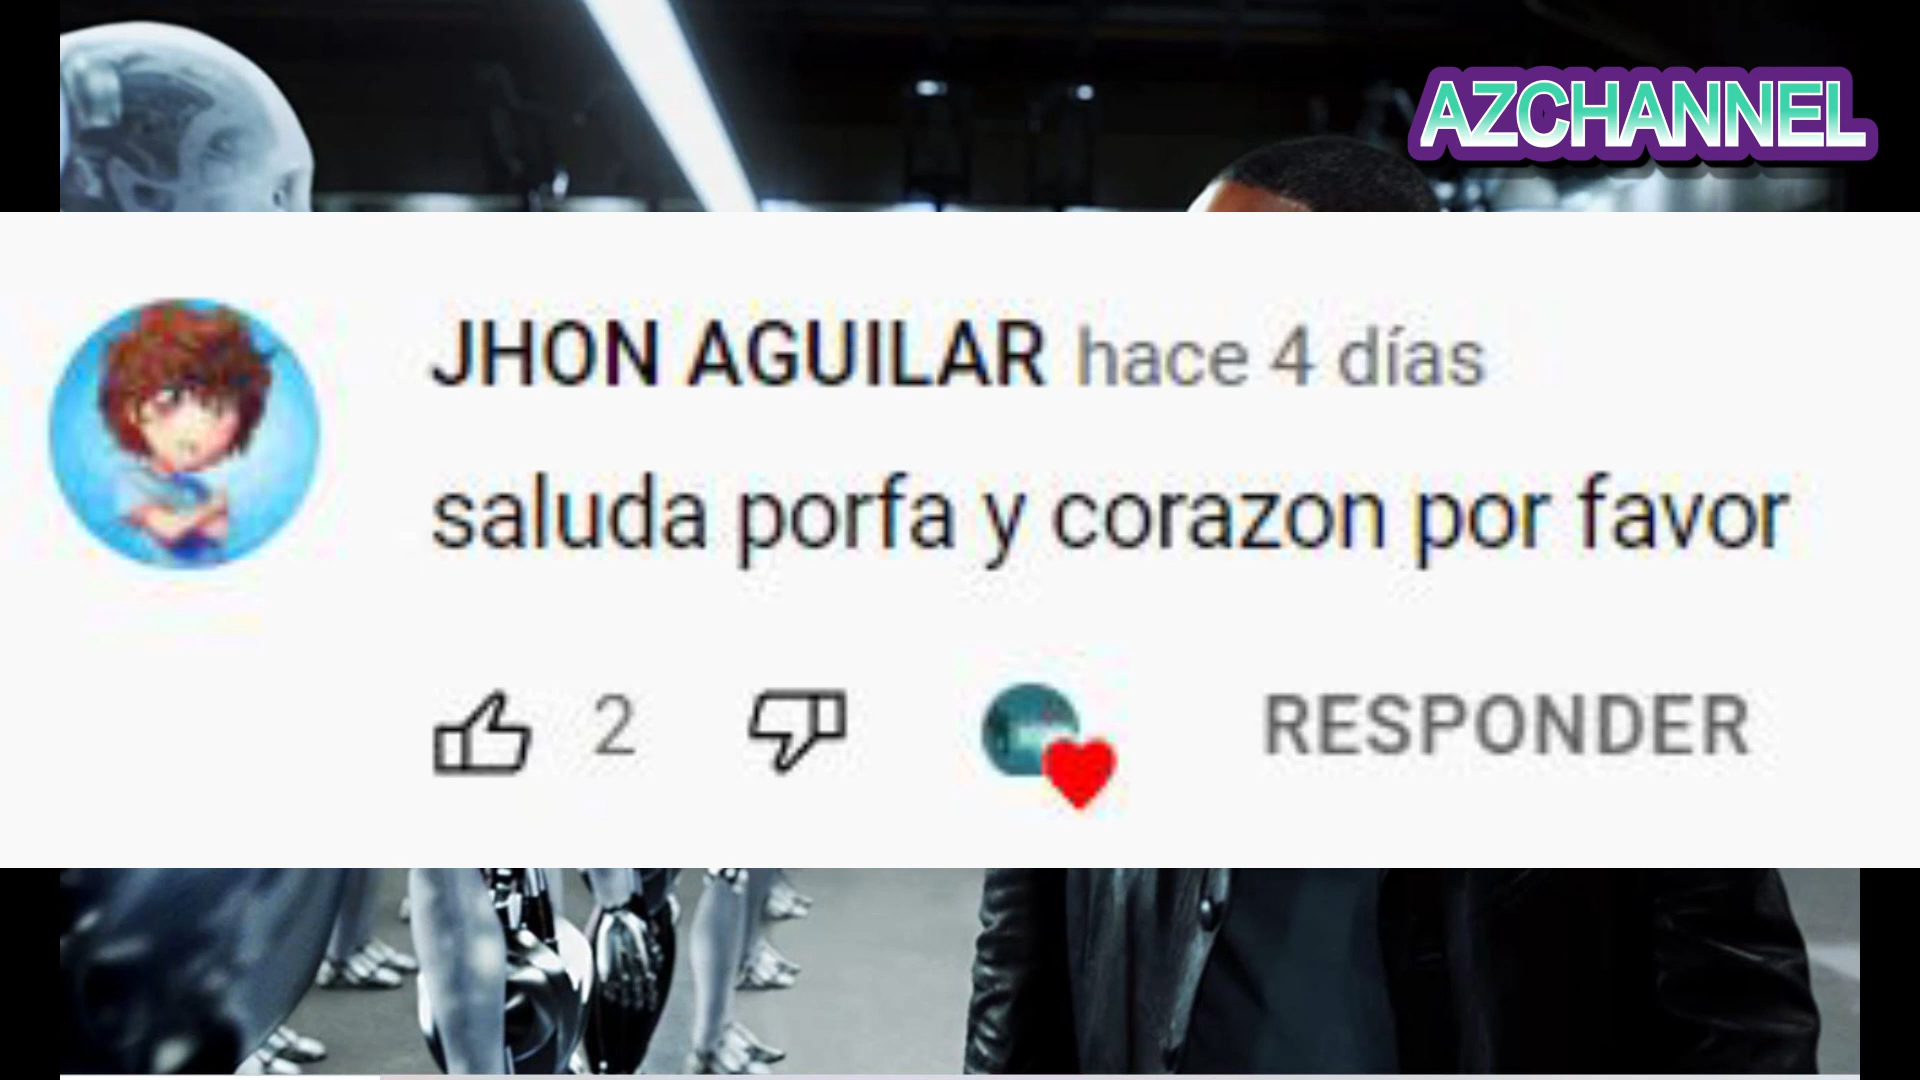 AZCHANNEL
JHON AGUILAR hace 4 días
saluda porfa y corazon por favor
2
RESPONDER